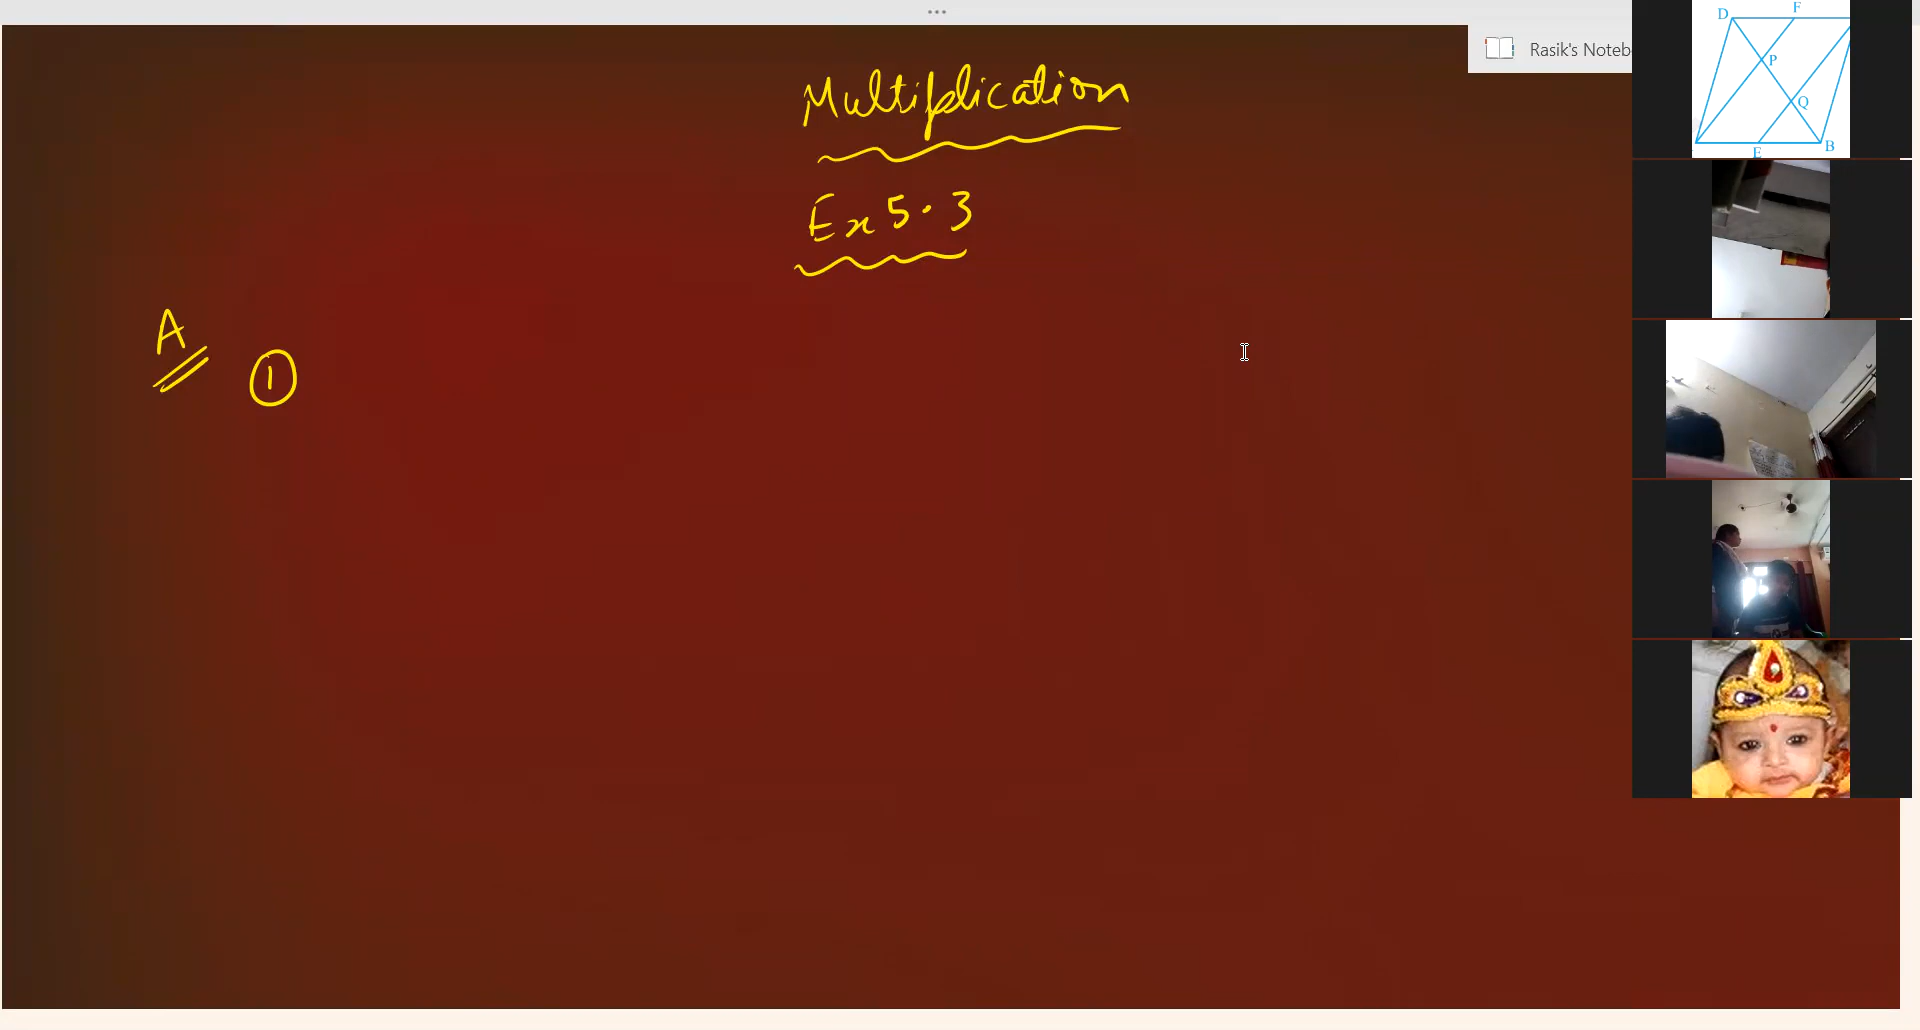 Rasik's Noteb
Multiplication
Ex 5.3
A
1
D F
P
Q
E B